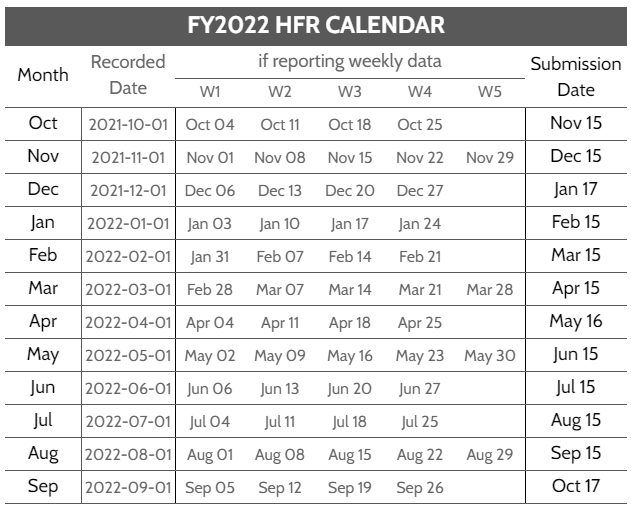 FY2022 HFR CALENDAR
Month Recorded Date if reporting weekly data Submission Date
W1 W2 W3 W4 W5
Oct 2021-10-01 Oct 04 Oct 11 Oct 18 Oct 25 Nov 15
Nov 2021-11-01 Nov 01 Nov 08 Nov 15 Nov 22 Nov 29 Dec 15
Dec 2021-12-01 Dec 06 Dec 13 Dec 20 Dec 27 Jan 17
Jan 2022-01-01 Jan 03 Jan 10 Jan 17 Jan 24 Feb 15
Feb 2022-02-01 Jan 31 Feb 07 Feb 14 Feb 21 Mar 15
Mar 2022-03-01 Feb 28 Mar 07 Mar 14 Mar 21 Mar 28 Apr 15
Apr 2022-04-01 Apr 04 Apr 11 Apr 18 Apr 25 May 16
May 2022-05-01 May 02 May 09 May 16 May 23 May 30 Jun 15
Jun 2022-06-01 Jun 06 Jun 13 Jun 20 Jun 27 Jul 15
Jul 2022-07-01 Jul 04 Jul 11 Jul 18 Jul 25 Aug 15
Aug 2022-08-01 Aug 01 Aug 08 Aug 15 Aug 22 Aug 29 Sep 15
Sep 2022-09-01 Sep 05 Sep 12 Sep 19 Sep 26 Oct 17